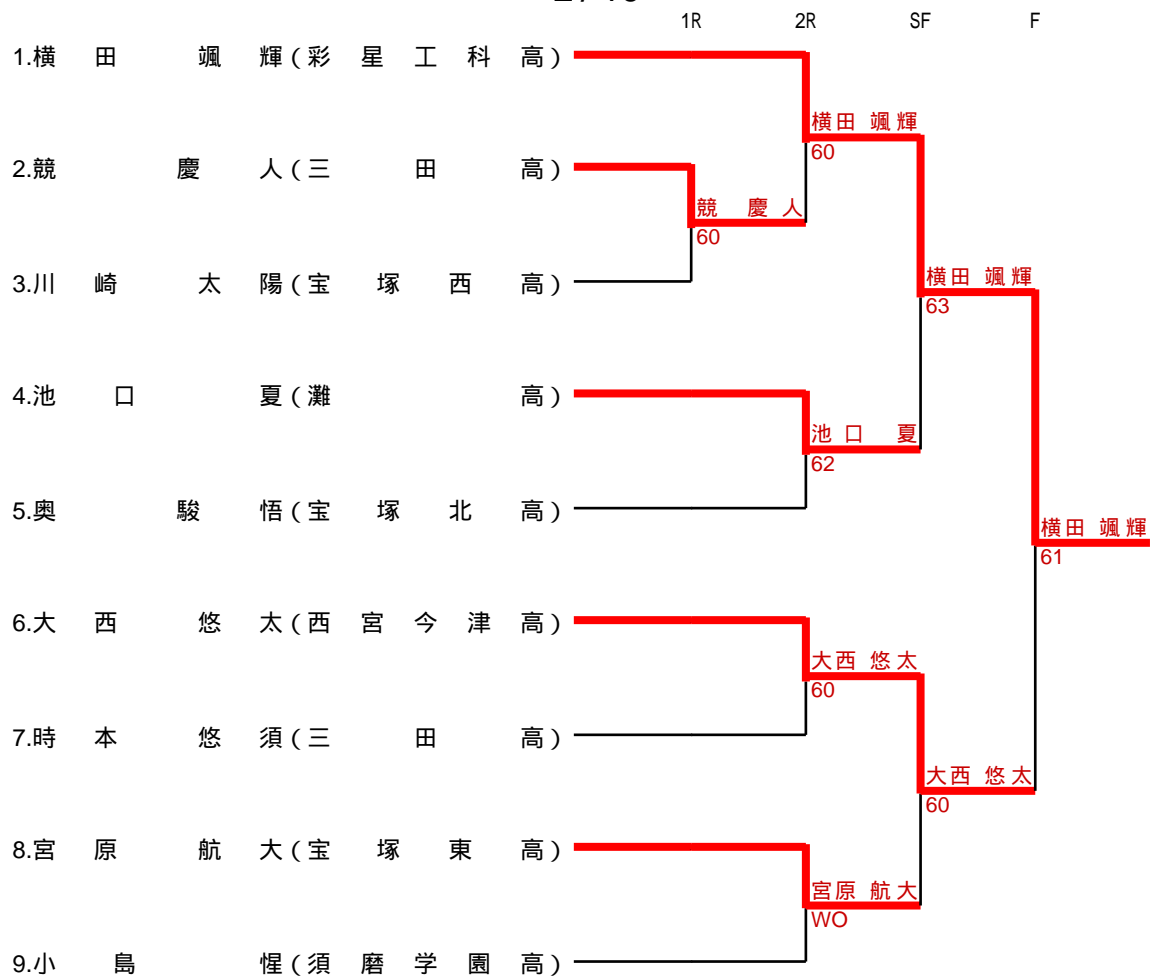 1R 2R SF F
1.横田 颯輝(彩星工科高)
横田 颯輝
60
2.競 慶人(三田高)
競 慶人
60
3.川崎 太陽(宝塚西高)
横田 颯輝
63
4.池口 夏(灘高)
池口 夏
62
5.奥 駿悟(宝塚北高)
横田 颯輝
61
6.大西 悠太(西宮今津高)
大西 悠太
60
7.時本 悠須(三田高)
大西 悠太
60
8.宮原 航大(宝塚東高)
宮原 航大
WO
9.小島 惺(須磨学園高)